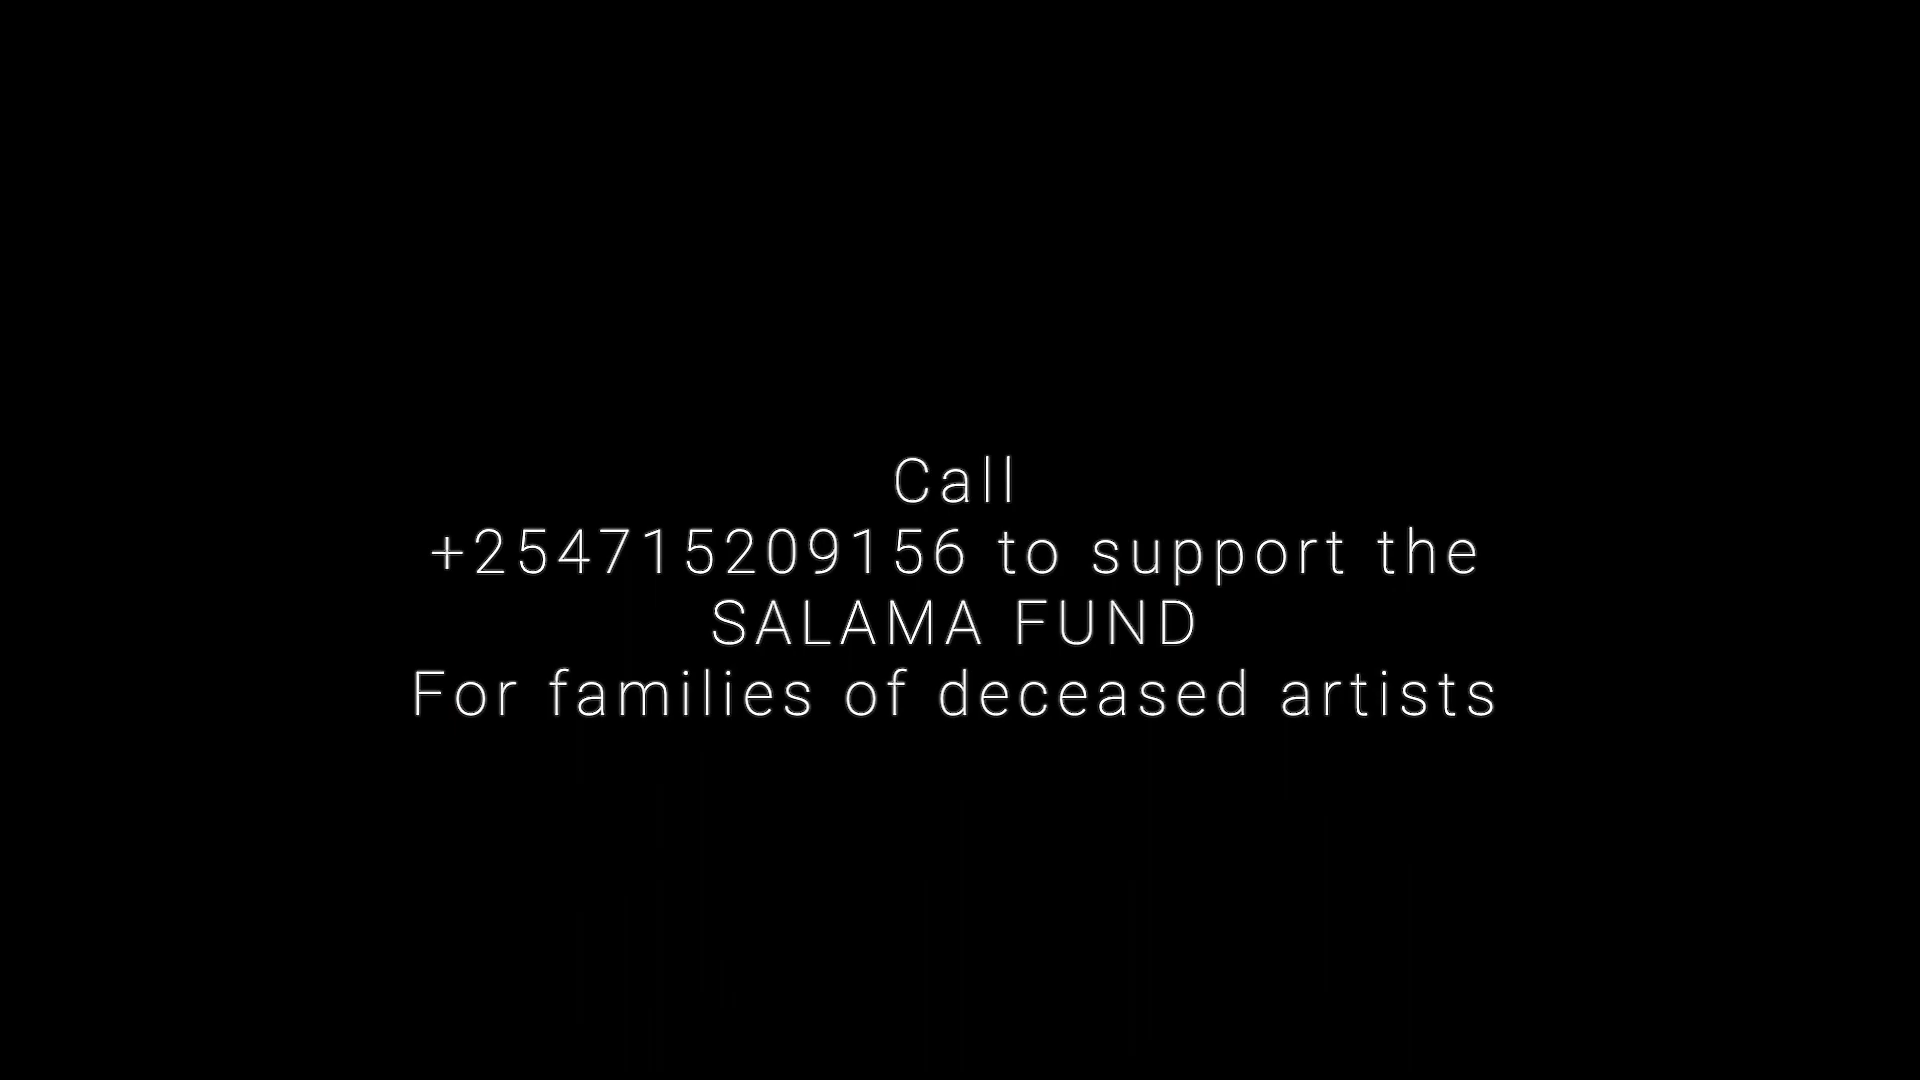 Call
+254715209156 to support the
SALAMA FUND
For families of deceased artists